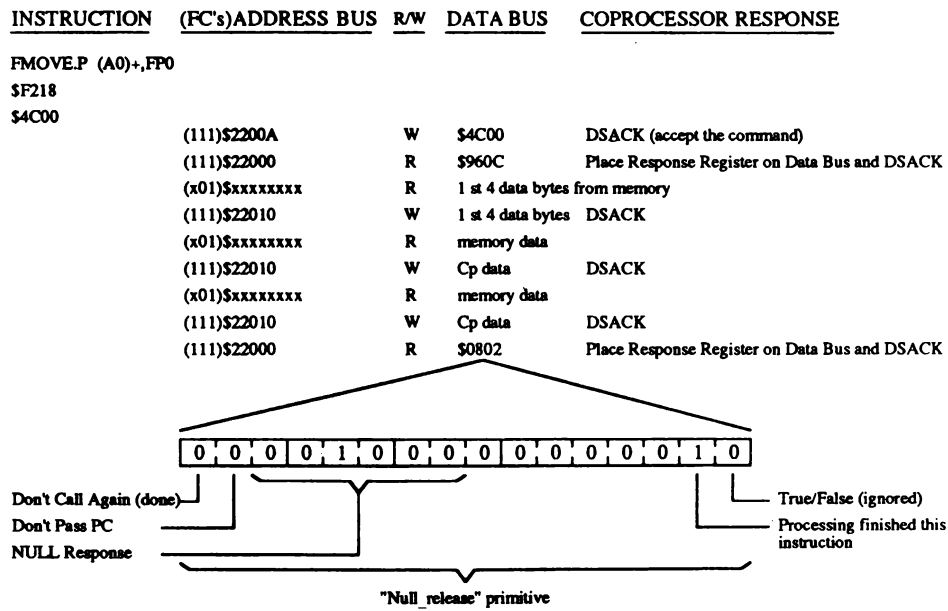 INSTRUCTION (FC's)ADDRESS BUS R/W DATA BUS COPROCESSOR RESPONSE
FMOVE.P (A0)+,FP0
$F218
$4C00
(111)$2200A W $4C00 DSACK (accept the command)
(111)$22000 R $960C Place Response Register on Data Bus and DSACK
(x01)$xxxxxxxx R 1 st 4 data bytes from memory
(111)$22010 W 1 st 4 data bytes DSACK
(x01)$xxxxxxxx R memory data
(111)$22010 W Cp data DSACK
(x01)$xxxxxxxx R memory data
(111)$22010 W Cp data DSACK
(111)$22000 R $0802 Place Response Register on Data Bus and DSACK
0 0 0 0 1 0 0 0 0 0 0 0 0 0 1 0
Don't Call Again (done) True/False (ignored)
Don't Pass PC Processing finished this
instruction
NULL Response
"Null_release" primitive